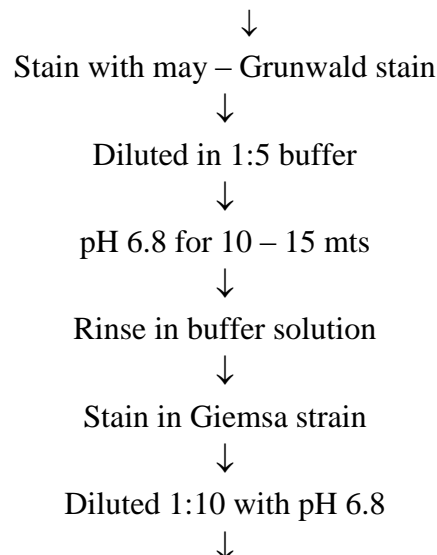 ↓
Stain with may – Grunwald stain
↓
Diluted in 1:5 buffer
↓
pH 6.8 for 10 – 15 mts
↓
Rinse in buffer solution
↓
Stain in Giemsa strain
↓
Diluted 1:10 with pH 6.8
↓